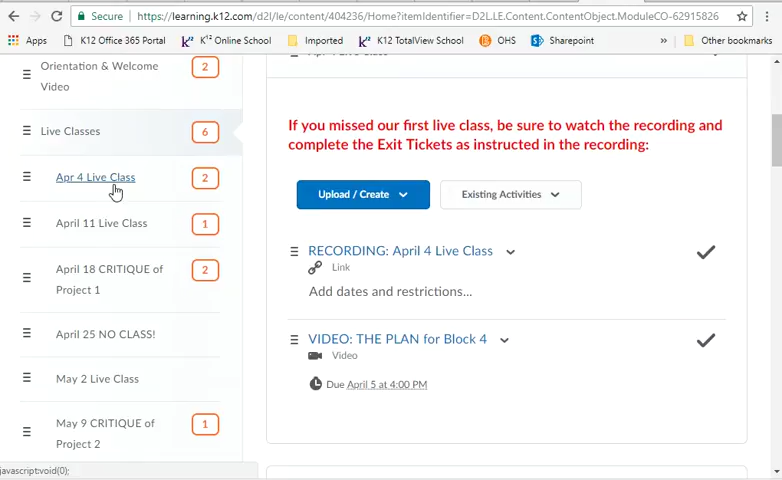 Secure
https://learning.k12.com/d2l/le/content/404236/Home?itemIdentifier=D2L.LE.Content.ContentObject.ModuleCO-62915826
Apps
K12 Office 365 Portal
K¹² Online School
Imported
K12 TotalView School
OHS
Sharepoint
»
Other bookmarks
Orientation & Welcome
Video
2
Live Classes
6
Apr 4 Live Class
2
April 11 Live Class
1
April 18 CRITIQUE of
Project 1
2
April 25 NO CLASS!
May 2 Live Class
May 9 CRITIQUE of
Project 2
1
javascript:void(0);
If you missed our first live class, be sure to watch the recording and
complete the Exit Tickets as instructed in the recording:
Upload / Create
Existing Activities
RECORDING: April 4 Live Class
Link
Add dates and restrictions...
VIDEO: THE PLAN for Block 4
Video
Due April 5 at 4:00 PM